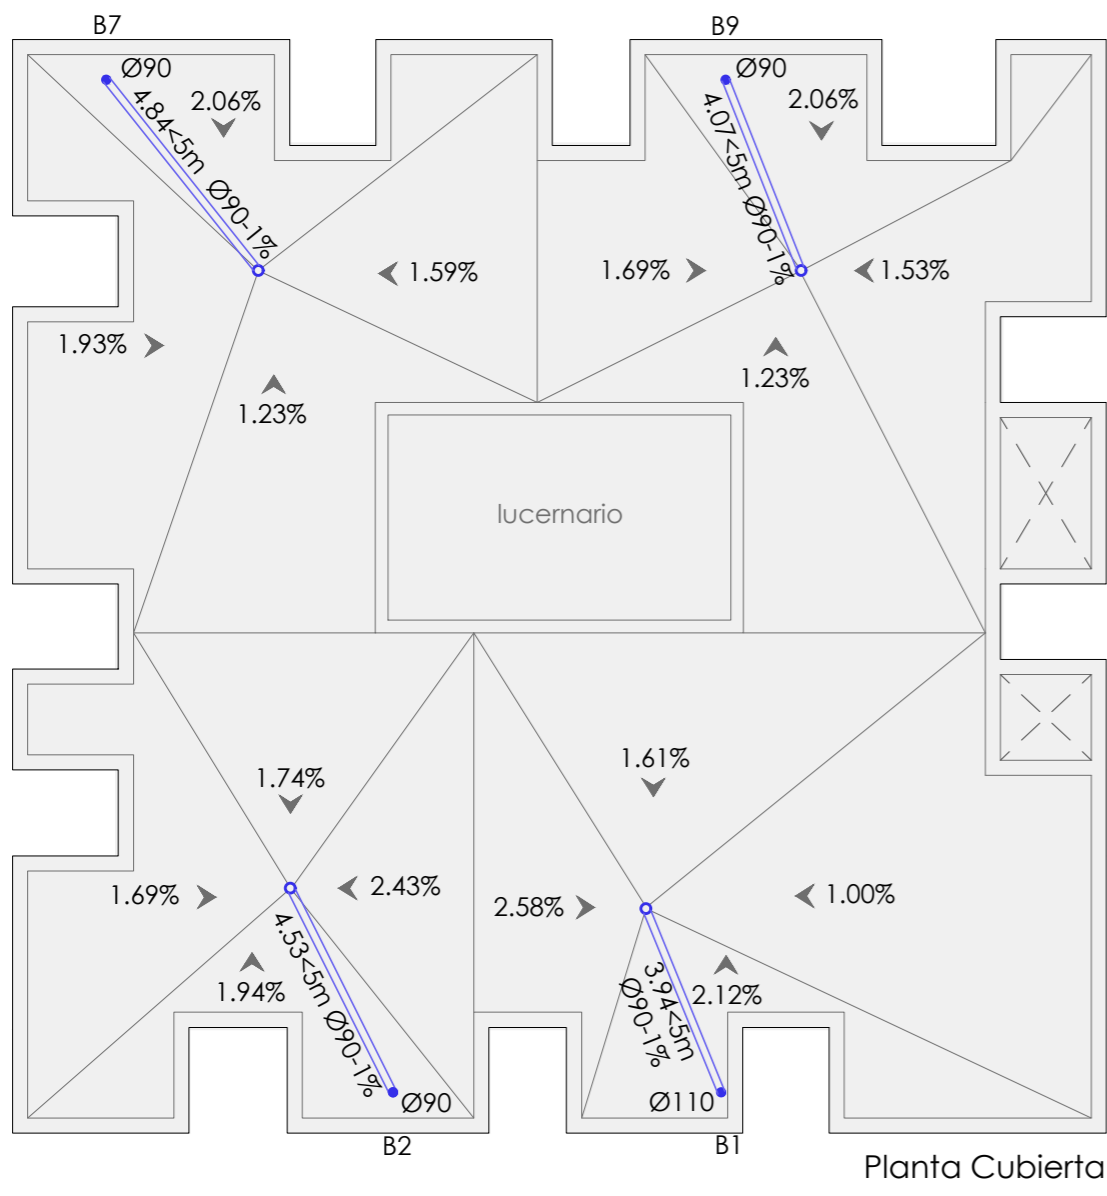 B7
B9
Ø90
Ø90
2.06%
2.06%
4.84<5m Ø90-1%
4.07<5m Ø90-1%
1.59%
1.69%
1.53%
1.93%
1.23%
1.23%
lucernario
1.74%
1.61%
1.69%
2.43%
2.58%
1.00%
1.94%
2.12%
4.53<5m Ø90-1%
3.94<5m
Ø90-1%
Ø90
Ø110
B2
B1
Planta Cubierta